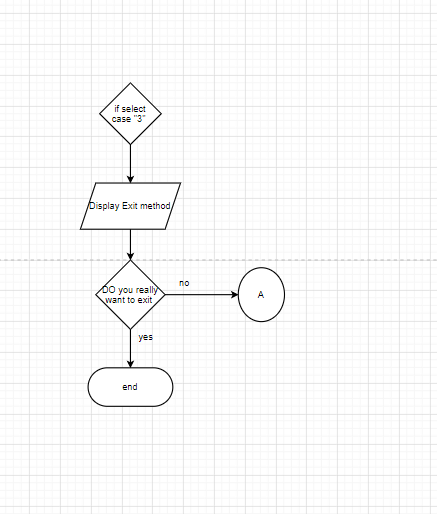 if select
case "3"
Display Exit method
DO you really
want to exit
no
A
yes
end